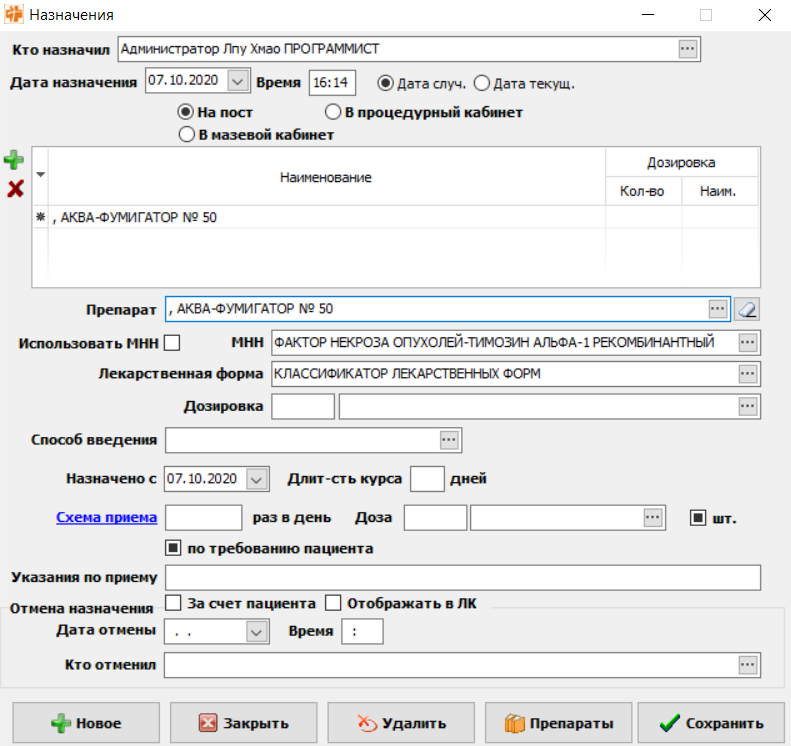 Назначения
Кто назначил Администратор Лпу Хмао ПРОГРАММИСТ ...
Дата назначения 07.10.2020 Время 16:14 Дата случ. Дата текущ.
На пост В процедурный кабинет
В мазевой кабинет
Наименование Дозировка
Кол-во Наим.
, АКВА-ФУМИГАТОР № 50
Препарат , АКВА-ФУМИГАТОР № 50 ...
Использовать МНН МНН ФАКТОР НЕКРОЗА ОПУХОЛЕЙ-ТИМОЗИН АЛЬФА-1 РЕКОМБИНАНТНЫЙ ...
Лекарственная форма КЛАССИФИКАТОР ЛЕКАРСТВЕННЫХ ФОРМ ...
Дозировка ...
Способ введения ...
Назначено с 07.10.2020 Длит-сть курса дней
Схема приема раз в день Доза ... шт.
по требованию пациента
Указания по приему
Отмена назначения За счет пациента Отображать в ЛК
Дата отмены . . Время :
Кто отменил ...
Новое Закрыть Удалить Препараты Сохранить